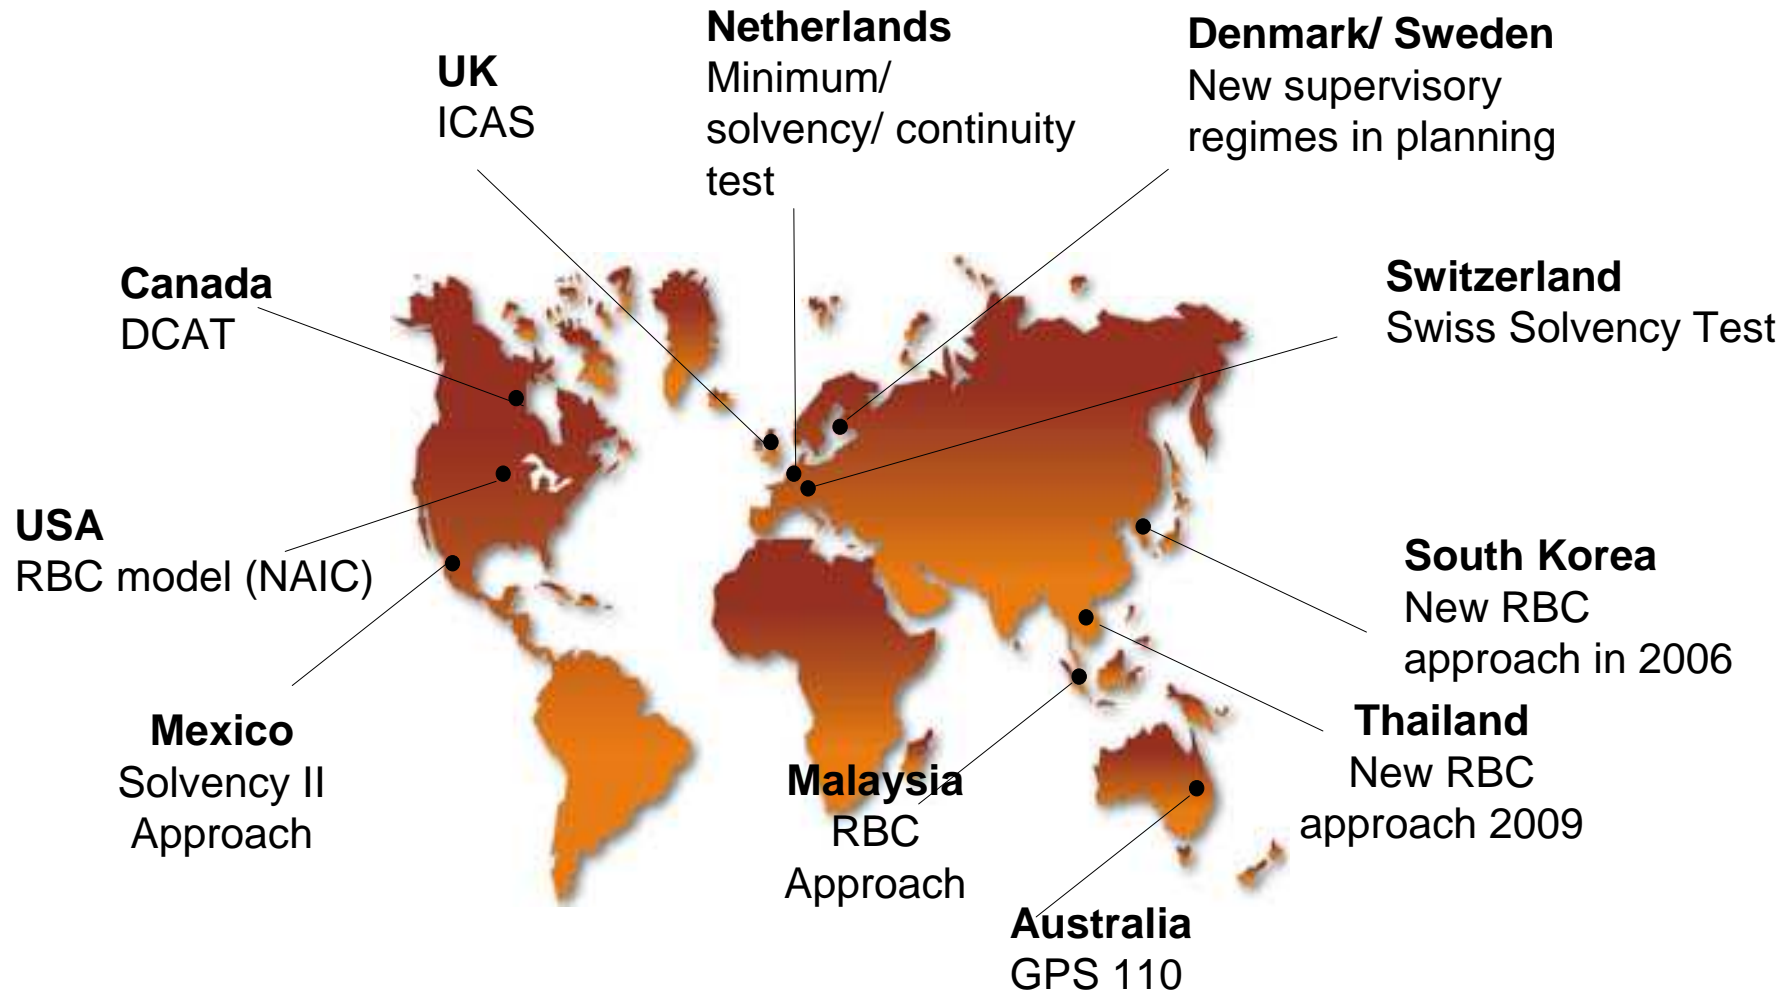 Netherlands
Minimum/
solvency/ continuity
test
Denmark/ Sweden
New supervisory
regimes in planning
UK
ICAS
Canada
DCAT
Switzerland
Swiss Solvency Test
USA
RBC model (NAIC)
South Korea
New RBC
approach in 2006
Mexico
Solvency II
Approach
Malaysia
RBC
Approach
Thailand
New RBC
approach 2009
Australia
GPS 110